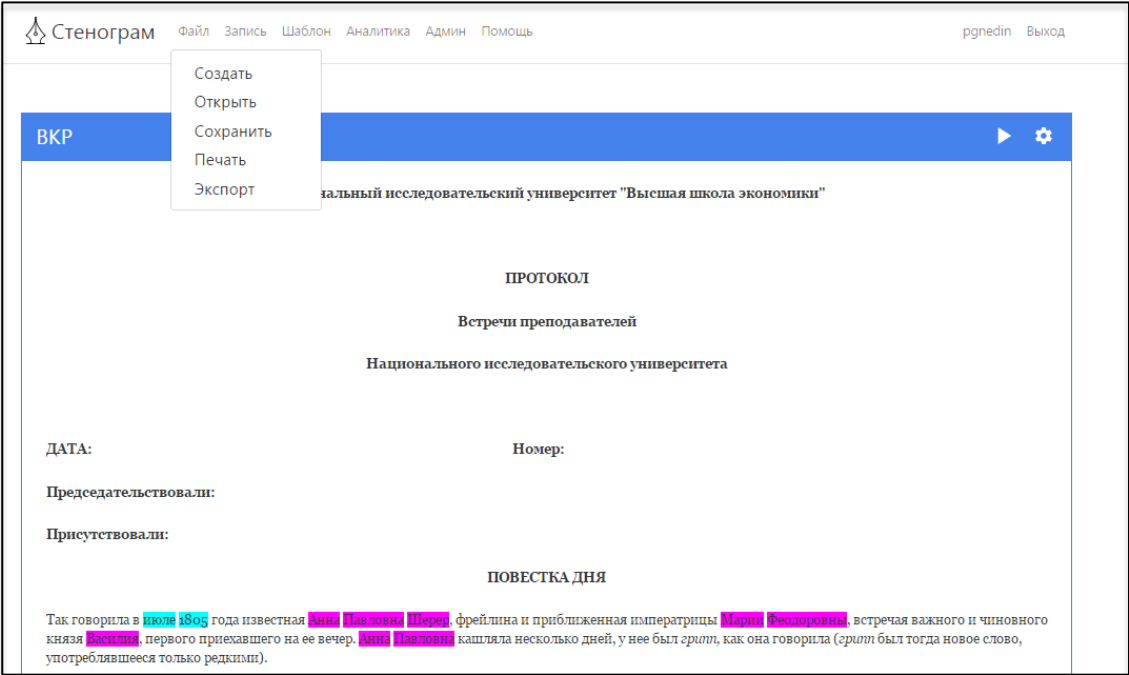 Стенограм Файл Запись Шаблон Аналитика Админ Помощь pgnedin Выход
Создать
Открыть
Сохранить
Печать
Экспорт
ВКР
исследовательский университет "Высшая школа экономики"
ПРОТОКОЛ
Встречи преподавателей
Национального исследовательского университета
ДАТА: Номер:
Председательствовали:
Присутствовали:
ПОВЕСТКА ДНЯ
Так говорила в июле 1805 года известная Анна Павловна Шерер, фрейлина и приближенная императрицы Марии Феодоровны, встречая важного и чиновного
князя Василия, первого приехавшего на ее вечер. Анна Павловна кашляла несколько дней, у нее был грипп, как она говорила (грипп был тогда новое слово,
употреблявшееся только редкими).